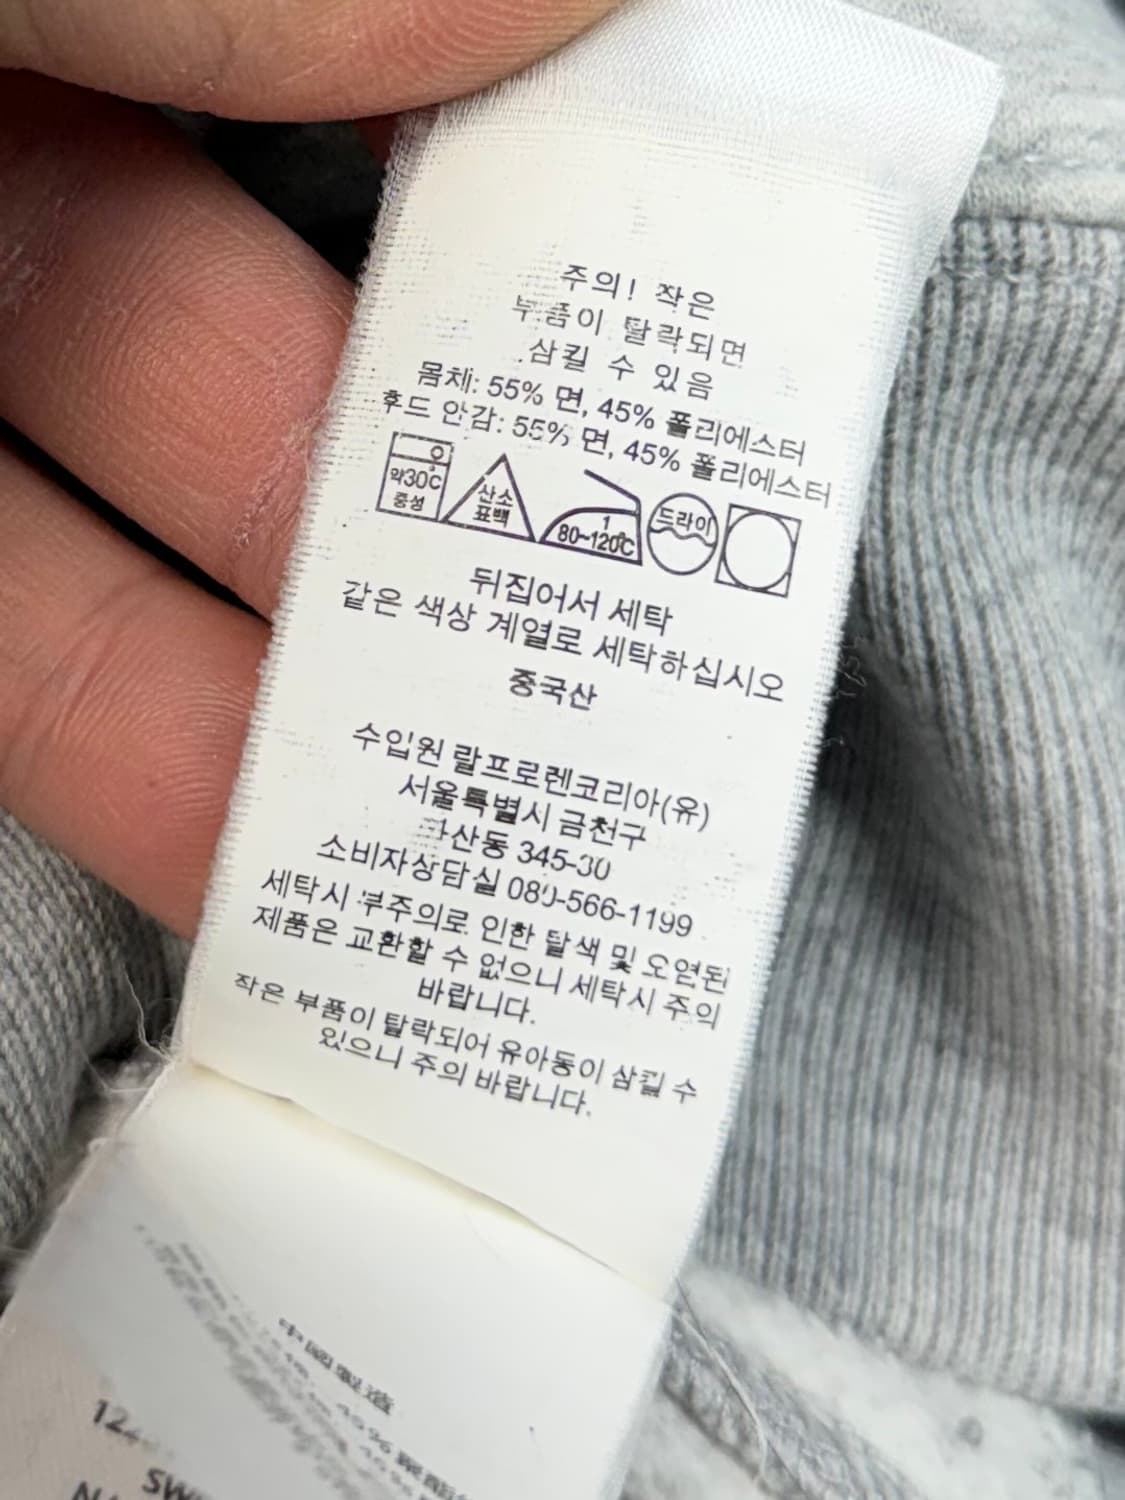 주의! 작은
부품이 탈락되면
삼킬 수 있음
몸체: 55% 면, 45% 폴리에스터
후드 안감: 55% 면, 45% 폴리에스터
약30C
중성
산소
표백
1
80~120℃
드라이
뒤집어서 세탁
같은 색상 계열로 세탁하십시오
중국산
수입원 랄프로렌코리아(유)
서울특별시 금천구
가산동 345-30
소비자상담실 080-566-1199
세탁시 부주의로 인한 탈색 및 오염된
제품은 교환할 수 없으니 세탁시 주의
바랍니다.
작은 부품이 탈락되어 유아동이 삼킬 수
있으니 주의 바랍니다.
中國製造